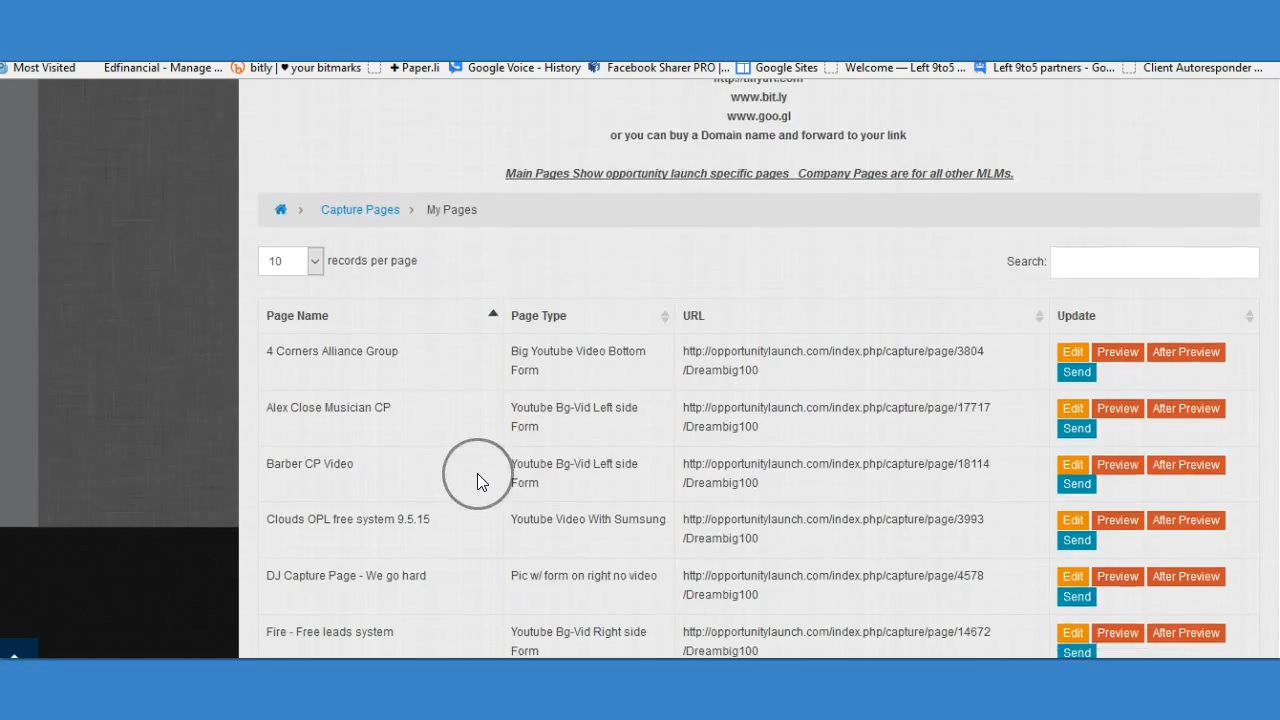 Most Visited Edfinancial - Manage ... bitly | ♥ your bitmarks + Paper.li Google Voice - History Facebook Sharer PRO |... Google Sites Welcome — Left 9to5 ... Left 9to5 partners - Go... Client Autoresponder ...
http://tinyurl.com
www.bit.ly
www.goo.gl
or you can buy a Domain name and forward to your link
Main Pages Show opportunity launch specific pages Company Pages are for all other MLMs.
Capture Pages › My Pages
10 records per page Search:
Page Name Page Type URL Update
4 Corners Alliance Group Big Youtube Video Bottom http://opportunitylaunch.com/index.php/capture/page/3804 Edit Preview After Preview
Form /Dreambig100 Send
Alex Close Musician CP Youtube Bg-Vid Left side http://opportunitylaunch.com/index.php/capture/page/17717 Edit Preview After Preview
Form /Dreambig100 Send
Barber CP Video Youtube Bg-Vid Left side http://opportunitylaunch.com/index.php/capture/page/18114 Edit Preview After Preview
Form /Dreambig100 Send
Clouds OPL free system 9.5.15 Youtube Video With Sumsung http://opportunitylaunch.com/index.php/capture/page/3993 Edit Preview After Preview
/Dreambig100 Send
DJ Capture Page - We go hard Pic w/ form on right no video http://opportunitylaunch.com/index.php/capture/page/4578 Edit Preview After Preview
/Dreambig100 Send
Fire - Free leads system Youtube Bg-Vid Right side http://opportunitylaunch.com/index.php/capture/page/14672 Edit Preview After Preview
Form /Dreambig100 Send